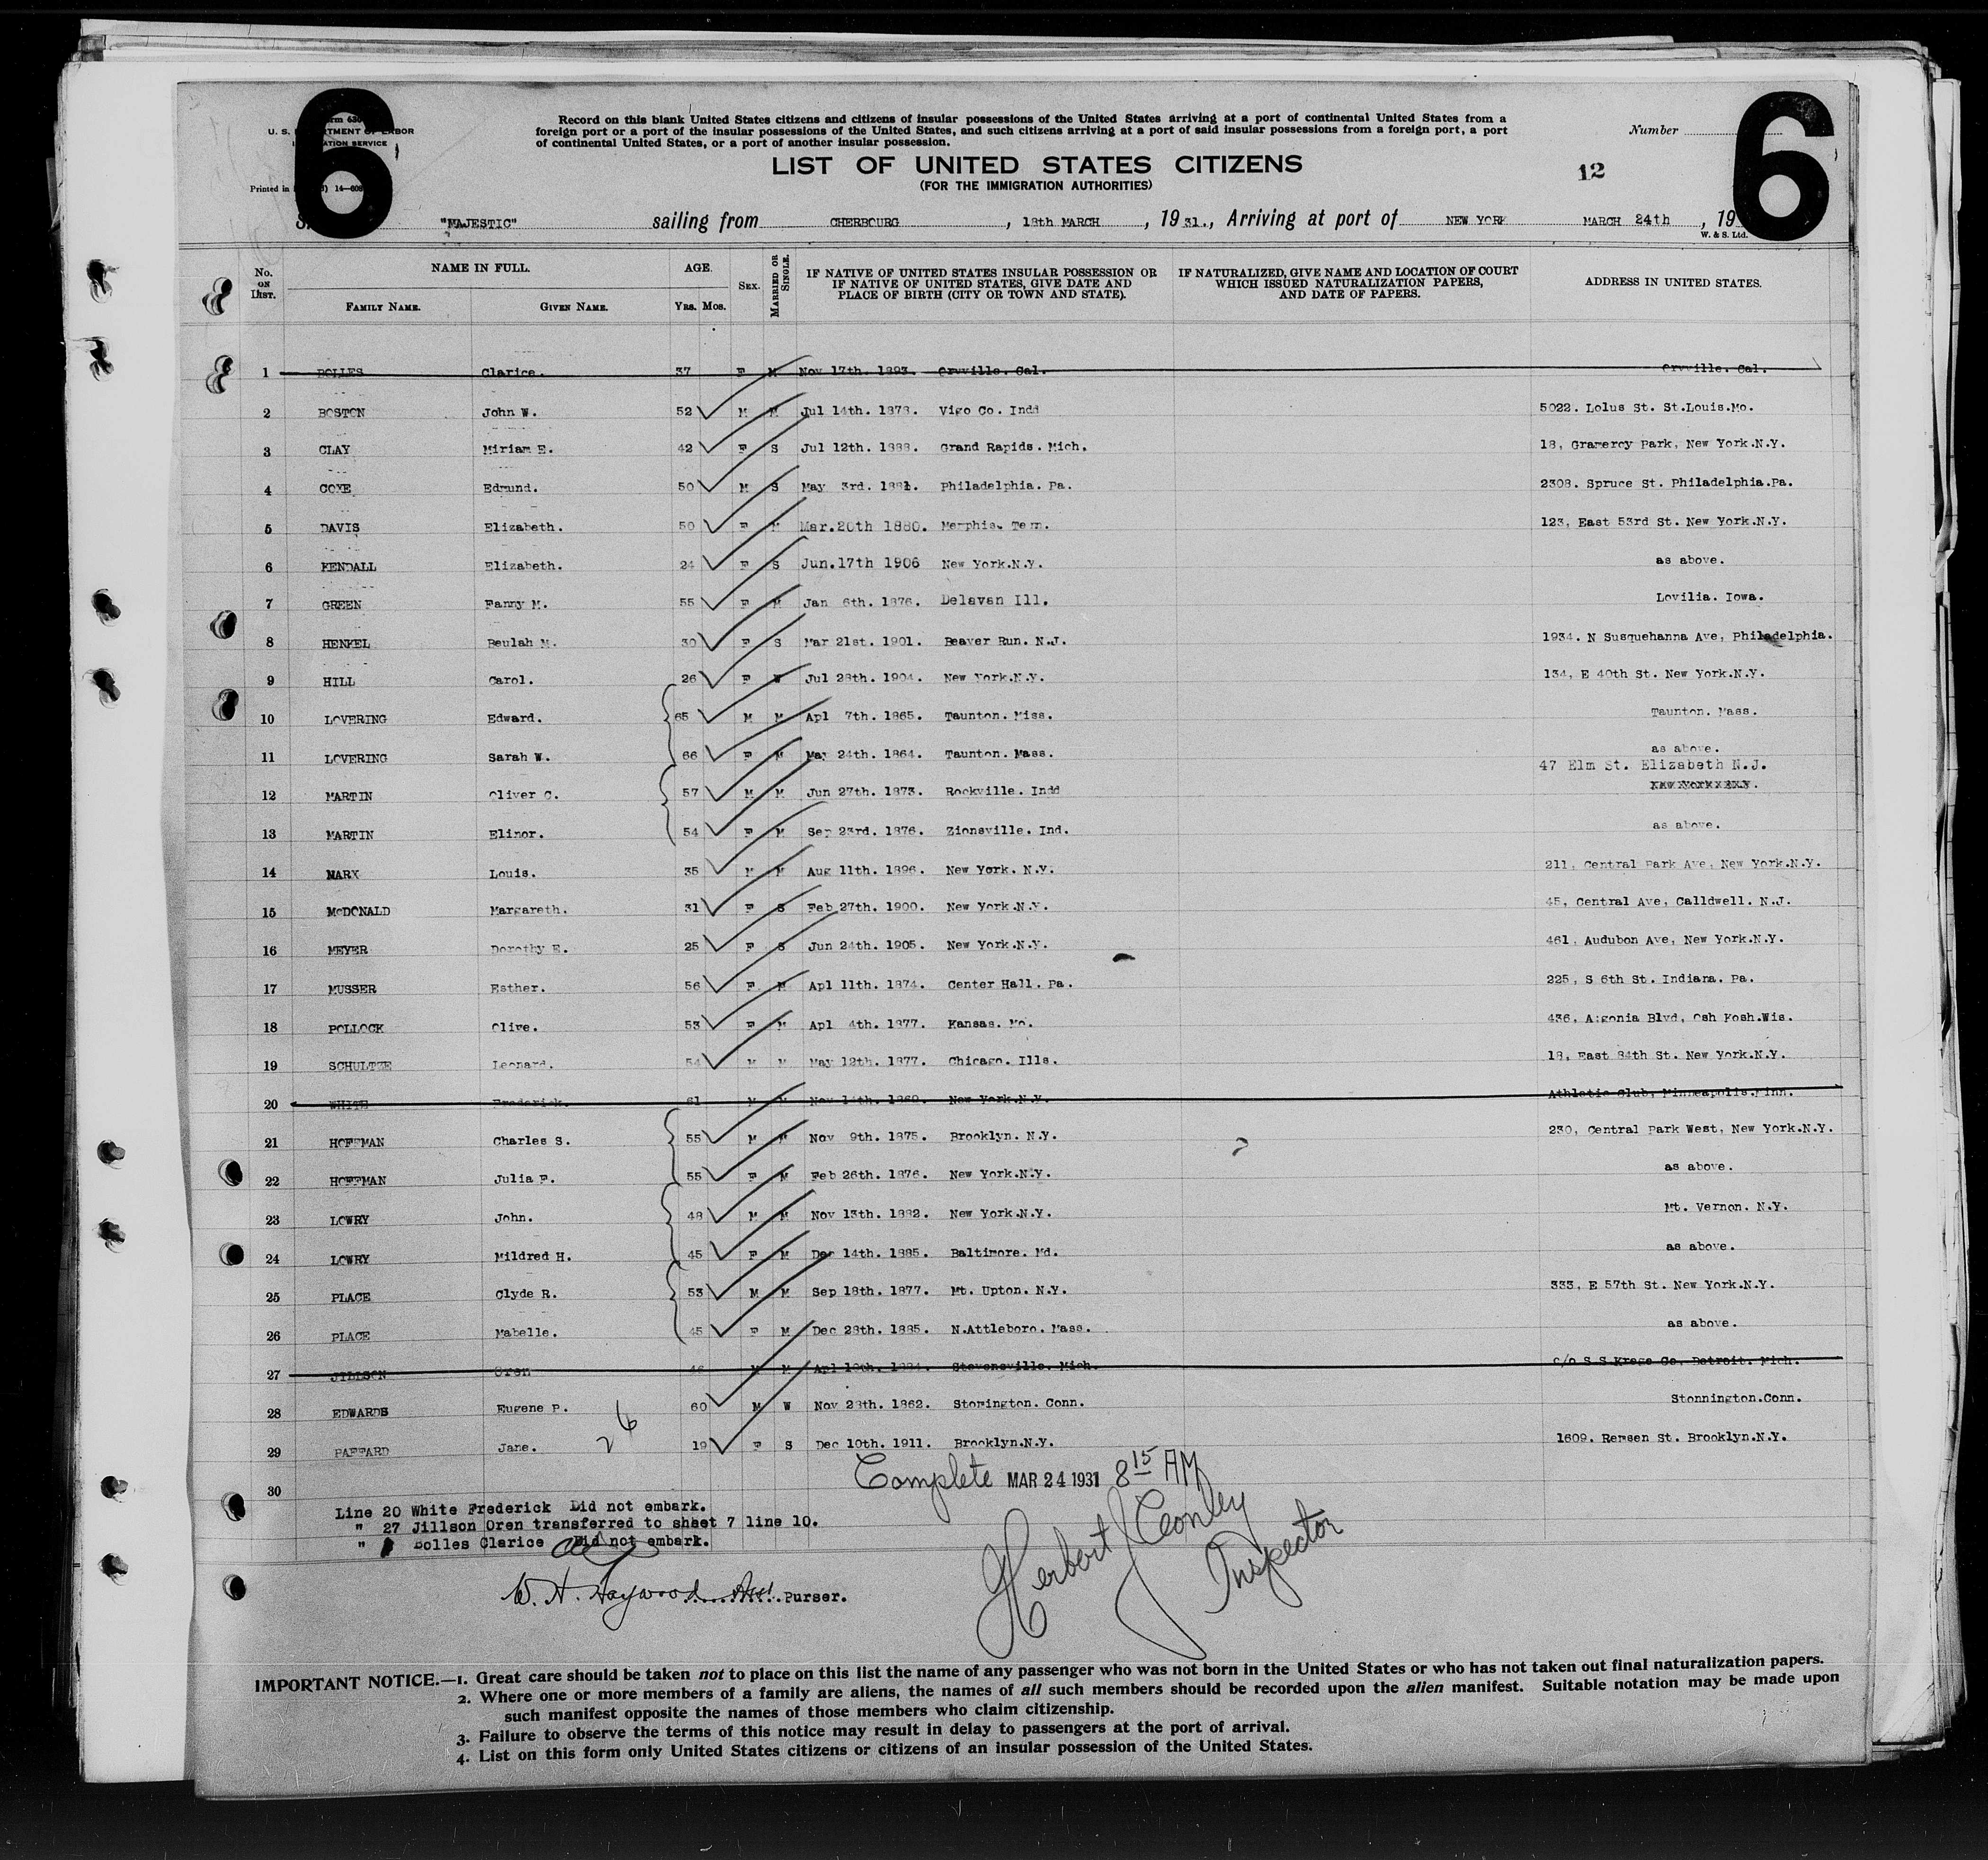 6
6
U. S.
Record on this blank United States citizens and citizens of insular possessions of the United States arriving at a port of continental United States from a
foreign port or a port of the insular possessions of the United States, and such citizens arriving at a port of said insular possessions from a foreign port, a port
of continental United States, or a port of another insular possession.
Number
LIST OF UNITED STATES CITIZENS
(FOR THE IMMIGRATION AUTHORITIES)
12
Printed in
"MAJESTIC" sailing from CHERBOURG, 18th MARCH, 1931., Arriving at port of NEW YORK MARCH 24th, 19
W. & S. Ltd.
No. on List. NAME IN FULL. AGE. Sex. Married or Single. IF NATIVE OF UNITED STATES INSULAR POSSESSION OR IF NATIVE OF UNITED STATES, GIVE DATE AND PLACE OF BIRTH (CITY OR TOWN AND STATE). IF NATURALIZED, GIVE NAME AND LOCATION OF COURT WHICH ISSUED NATURALIZATION PAPERS, AND DATE OF PAPERS. ADDRESS IN UNITED STATES.
Family Name. Given Name. Yrs. Mos.
1 BOLLES Clarice. 37 F M Nov 17th. 1893. Orvville. Cal. Orvville. Cal.
2 BOSTON John W. 52 M M Jul 14th. 1878. Vigo Co. Indd 5022. Lolus St. St.Louis.Mo.
3 CLAY Miriam E. 42 F S Jul 12th. 1888. Grand Rapids. Mich. 18, Gramercy Park, New York.N.Y.
4 COXE Edmund. 50 M S May 3rd. 1881. Philadelphia. Pa. 2308. Spruce St. Philadelphia.Pa.
5 DAVIS Elizabeth. 50 F M Mar.20th 1880. Memphis. Tenn. 123, East 53rd St. New York.N.Y.
6 KENDALL Elizabeth. 24 F S Jun.17th 1906 New York.N.Y. as above.
7 GREEN Fanny M. 55 F M Jan 6th. 1876. Delavan Ill. Lovilia. Iowa.
8 HENKEL Beulah M. 30 F S Mar 21st. 1901. Beaver Run. N.J. 1934. N Susquehanna Ave, Philadelphia.
9 HILL Carol. 26 F W Jul 28th. 1904. New York.N.Y. 134, E 40th St. New York.N.Y.
10 LOVERING Edward. 65 M M Apl 7th. 1865. Taunton. Miss. Taunton. Mass.
11 LOVERING Sarah W. 66 F M May 24th. 1864. Taunton. Mass. as above.
47 Elm St. Elizabeth N.J.
12 MARTIN Oliver C. 57 M M Jun 27th. 1873. Rockville. Indd
13 MARTIN Elinor. 54 F M Sep 23rd. 1876. Zionsville. Ind. as above.
14 MARX Louis. 35 M M Aug 11th. 1896. New York. N.Y. 211, Central Park Ave, New York.N.Y.
15 McDONALD Margareth. 31 F S Feb 27th. 1900. New York.N.Y. 45, Central Ave, Calldwell. N.J.
16 MEYER Dorothy E. 25 F S Jun 24th. 1905. New York.N.Y. 461, Audubon Ave, New York.N.Y.
17 MUSSER Esther. 56 F M Apl 11th. 1874. Center Hall. Pa. 225, S 6th St. Indiana. Pa.
18 POLLOCK Olive. 53 F M Apl 4th. 1877. Kansas. Mo. 436, Algonia Blvd, Osh Kosh.Wis.
19 SCHULTZE Leonard. 54 M M May 12th. 1877. Chicago. Ills. 18, East 84th St. New York.N.Y.
20 WHITE Frederick. 61 M M Nov 14th. 1869. New York.N.Y. Athletic Club, Minneapolis.Minn.
21 HOFFMAN Charles S. 55 M M Nov 9th. 1875. Brooklyn. N.Y. 230, Central Park West, New York.N.Y.
22 HOFFMAN Julia F. 55 F M Feb 26th. 1876. New York.N.Y. as above.
23 LOWRY John. 48 M M Nov 13th. 1882. New York.N.Y. Mt. Vernon. N.Y.
24 LOWRY Mildred H. 45 F M Dec 14th. 1885. Baltimore. Md. as above.
25 PLACE Clyde R. 53 M M Sep 18th. 1877. Mt. Upton. N.Y. 333, E 57th St. New York.N.Y.
26 PLACE Mabelle. 45 F M Dec 28th. 1885. N.Attleboro. Mass. as above.
27 JILLSON Oren 46 M M Apl 10th. 1884. Stevensville. Mich. c/o S S Krege Co. Detroit. Mich.
28 EDWARDS Eugene P. 60 M W Nov 28th. 1862. Stonington. Conn. Stonnington.Conn.
29 PAFFARD Jane. 26 19 F S Dec 10th. 1911. Brooklyn.N.Y. 1609. Remsen St. Brooklyn.N.Y.
30
Complete MAR 24 1931 8 15 AM
Line 20 White Frederick Did not embark.
" 27 Jillson Oren transferred to sheet 7 line 10.
" Bolles Clarice Did not embark.
Herbert J Conley
Inspector
W. H. Haywood Asst. Purser.
IMPORTANT NOTICE.—1. Great care should be taken not to place on this list the name of any passenger who was not born in the United States or who has not taken out final naturalization papers.
2. Where one or more members of a family are aliens, the names of all such members should be recorded upon the alien manifest. Suitable notation may be made upon
such manifest opposite the names of those members who claim citizenship.
3. Failure to observe the terms of this notice may result in delay to passengers at the port of arrival.
4. List on this form only United States citizens or citizens of an insular possession of the United States.